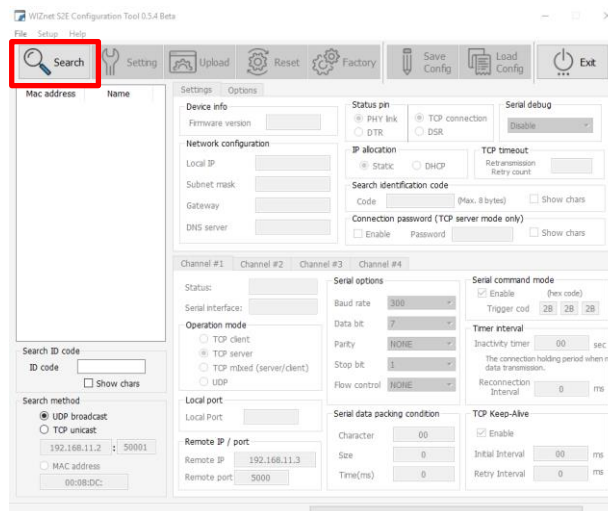 WIZnet S2E Configuration Tool 0.5.4 Beta
File Setup Help
Search Setting Upload Reset Factory Save Config Load Config Exit
Mac address Name
Search ID code
ID code
Show chars
Search method
UDP broadcast
TCP unicast
192.168.11.2 : 50001
MAC address
00:08:DC:
Settings Options
Device info
Firmware version
Network configuration
Local IP
Subnet mask
Gateway
DNS server
Status pin
PHY link
DTR
TCP connection
DSR
Serial debug
Disable
IP allocation
Static DHCP
TCP timeout
Retransmission
Retry count
Search identification code
Code (Max. 8 bytes) Show chars
Connection password (TCP server mode only)
Enable Password Show chars
Channel #1 Channel #2 Channel #3 Channel #4
Status:
Serial interface:
Operation mode
TCP client
TCP server
TCP mixed (server/client)
UDP
Local port
Local Port
Remote IP / port
Remote IP 192.168.11.3
Remote port 5000
Serial options
Baud rate 300
Data bit 7
Parity NONE
Stop bit 1
Flow control NONE
Serial data packing condition
Character 00
Size 0
Time(ms) 0
Serial command mode
Enable (hex code)
Trigger cod 2B 2B 2B
Timer interval
Inactivity timer 00 sec
The connection holding period when n
data transmission.
Reconnection
Interval 0 ms
TCP Keep-Alive
Enable
Initial Interval 00 ms
Retry Interval 0 ms